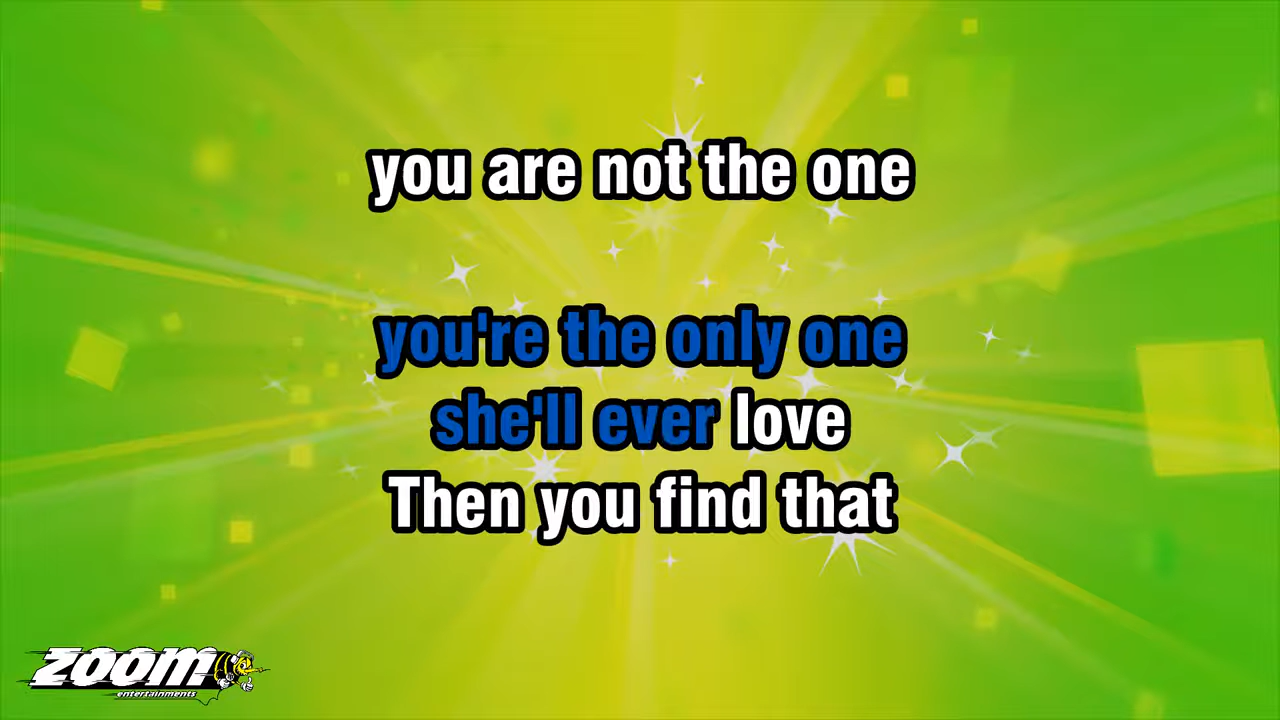 you are not the one
you're the only one
she'll ever love
Then you find that
ZOOM
entertainments